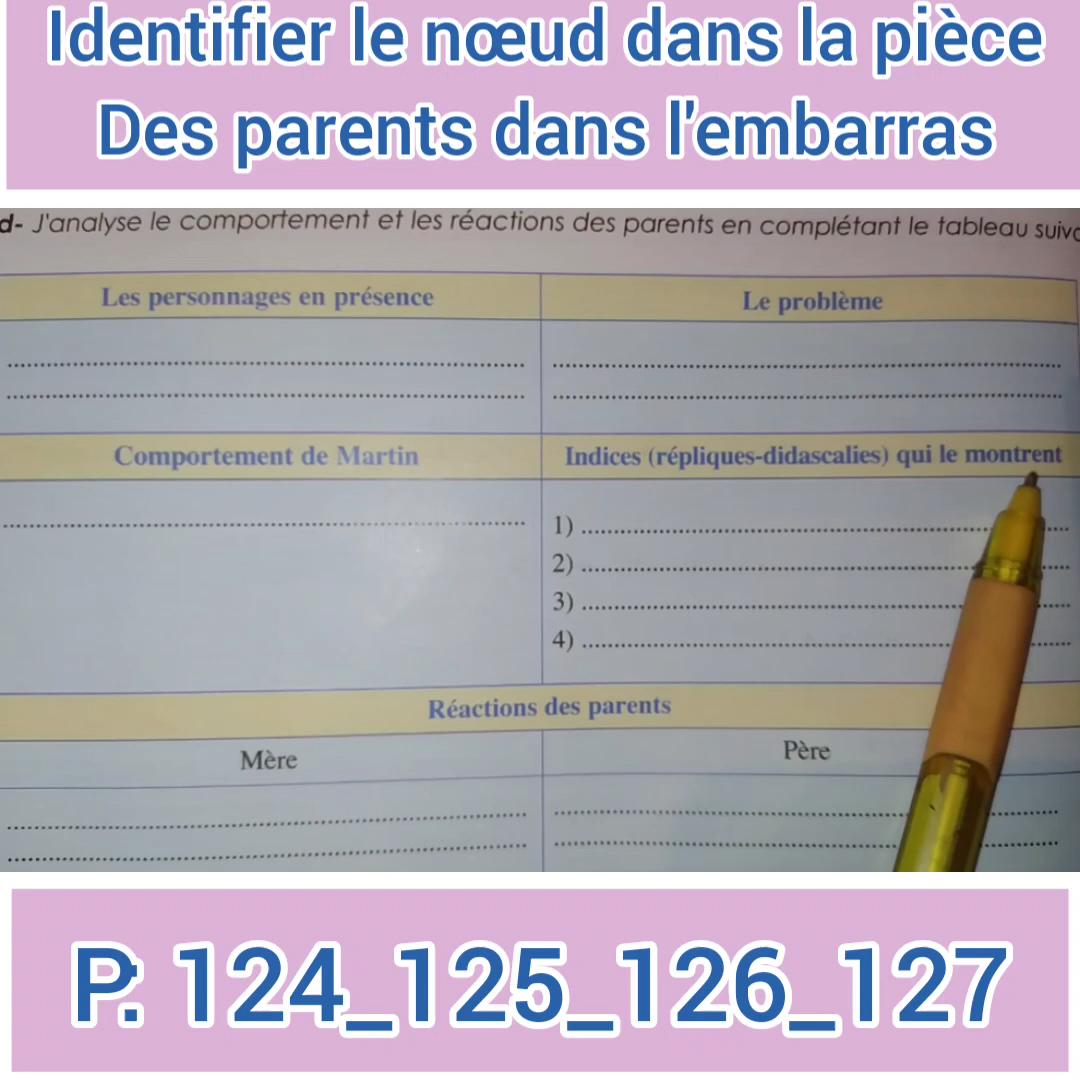 Identifier le nœud dans la pièce
Des parents dans l'embarras
d- J'analyse le comportement et les réactions des parents en complétant le tableau
Les personnages en présence
Le problème
Comportement de Martin
Indices (répliques-didascalies) qui le montrent
1)
2)
3)
4)
Réactions des parents
Mère
Père
P. 124_125_126_127